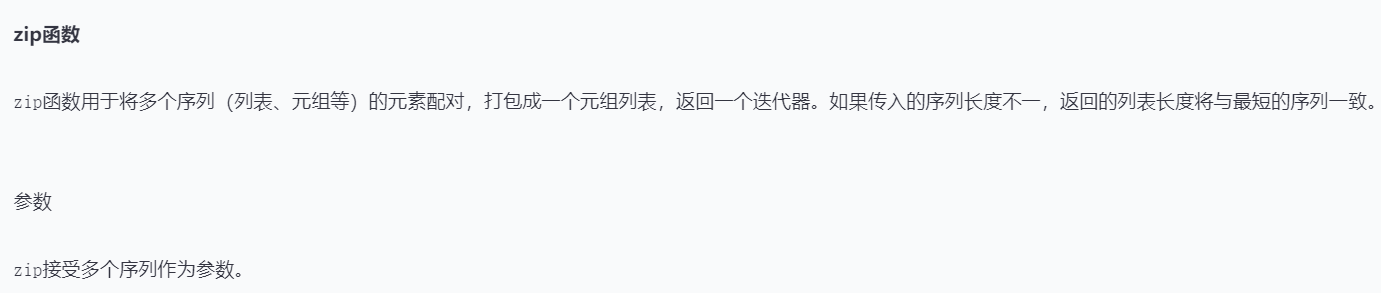 zip函数
zip函数用于将多个序列（列表、元组等）的元素配对，打包成一个元组列表，返回一个迭代器。如果传入的序列长度不一，返回的列表长度将与最短的序列一致。
参数
zip接受多个序列作为参数。